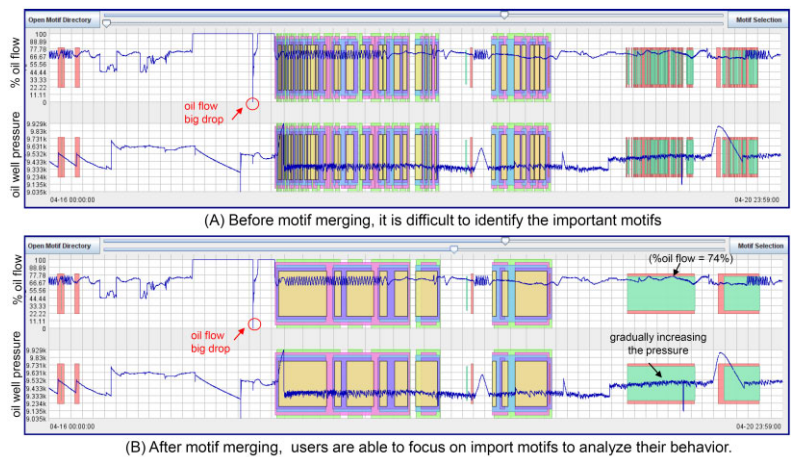 Open Motif Directory
Motif Selection
% oil flow
100
88.89
77.78
66.67
55.56
44.44
33.33
22.22
11.11
0
oil flow
big drop
oil well pressure
9.929k
9.83k
9.731k
9.631k
9.532k
9.433k
9.333k
9.234k
9.135k
9.035k
04-16 00:00:00
04-20 23:59:00
(A) Before motif merging, it is difficult to identify the important motifs
Open Motif Directory
Motif Selection
% oil flow
100
88.89
77.78
66.67
55.56
44.44
33.33
22.22
11.11
0
(%oil flow = 74%)
oil flow
big drop
oil well pressure
9.929k
9.83k
9.731k
9.631k
9.532k
9.433k
9.333k
9.234k
9.135k
9.035k
gradually increasing
the pressure
04-16 00:00:00
04-20 23:59:00
(B) After motif merging, users are able to focus on import motifs to analyze their behavior.